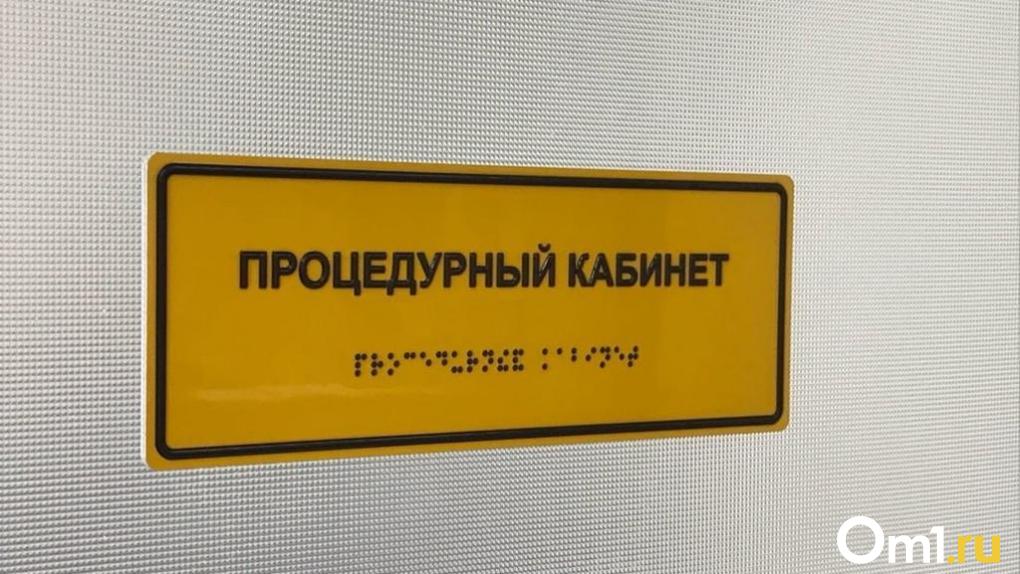 ПРОЦЕДУРНЫЙ КАБИНЕТ
⠏⠗⠕⠉⠑⠙⠥⠗⠝⠮⠯ ⠅⠁⠃⠊⠝⠑⠞
Om1.ru